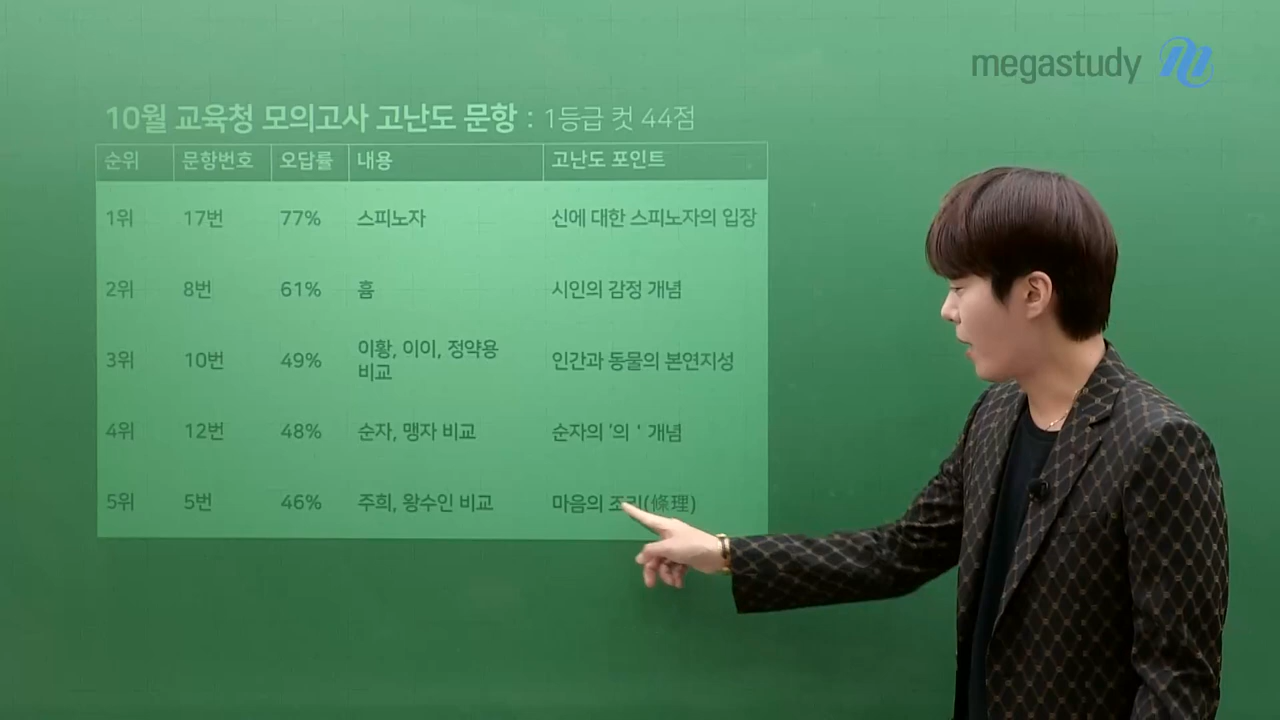 megastudy
10월 교육청 모의고사 고난도 문항 : 1등급 컷 44점
순위 문항번호 오답률 내용 고난도 포인트
1위 17번 77% 스피노자 신에 대한 스피노자의 입장
2위 8번 61% 흄 시인의 감정 개념
3위 10번 49% 이황, 이이, 정약용 인간과 동물의 본연지성
비교
4위 12번 48% 순자, 맹자 비교 순자의 '의 ' 개념
5위 5번 46% 주희, 왕수인 비교 마음의 조리(條理)